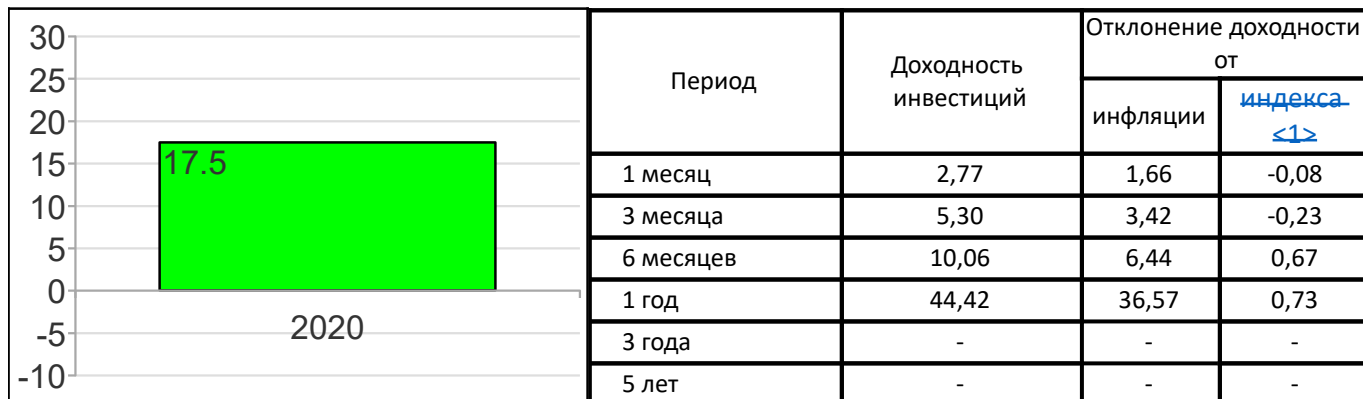 30
25
20
15
10
5
0
-5
-10
17.5
2020
Период
Доходность
инвестиций
Отклонение доходности
от
инфляции
индекса
<1>
1 месяц 2,77 1,66 -0,08
3 месяца 5,30 3,42 -0,23
6 месяцев 10,06 6,44 0,67
1 год 44,42 36,57 0,73
3 года - - -
5 лет - - -